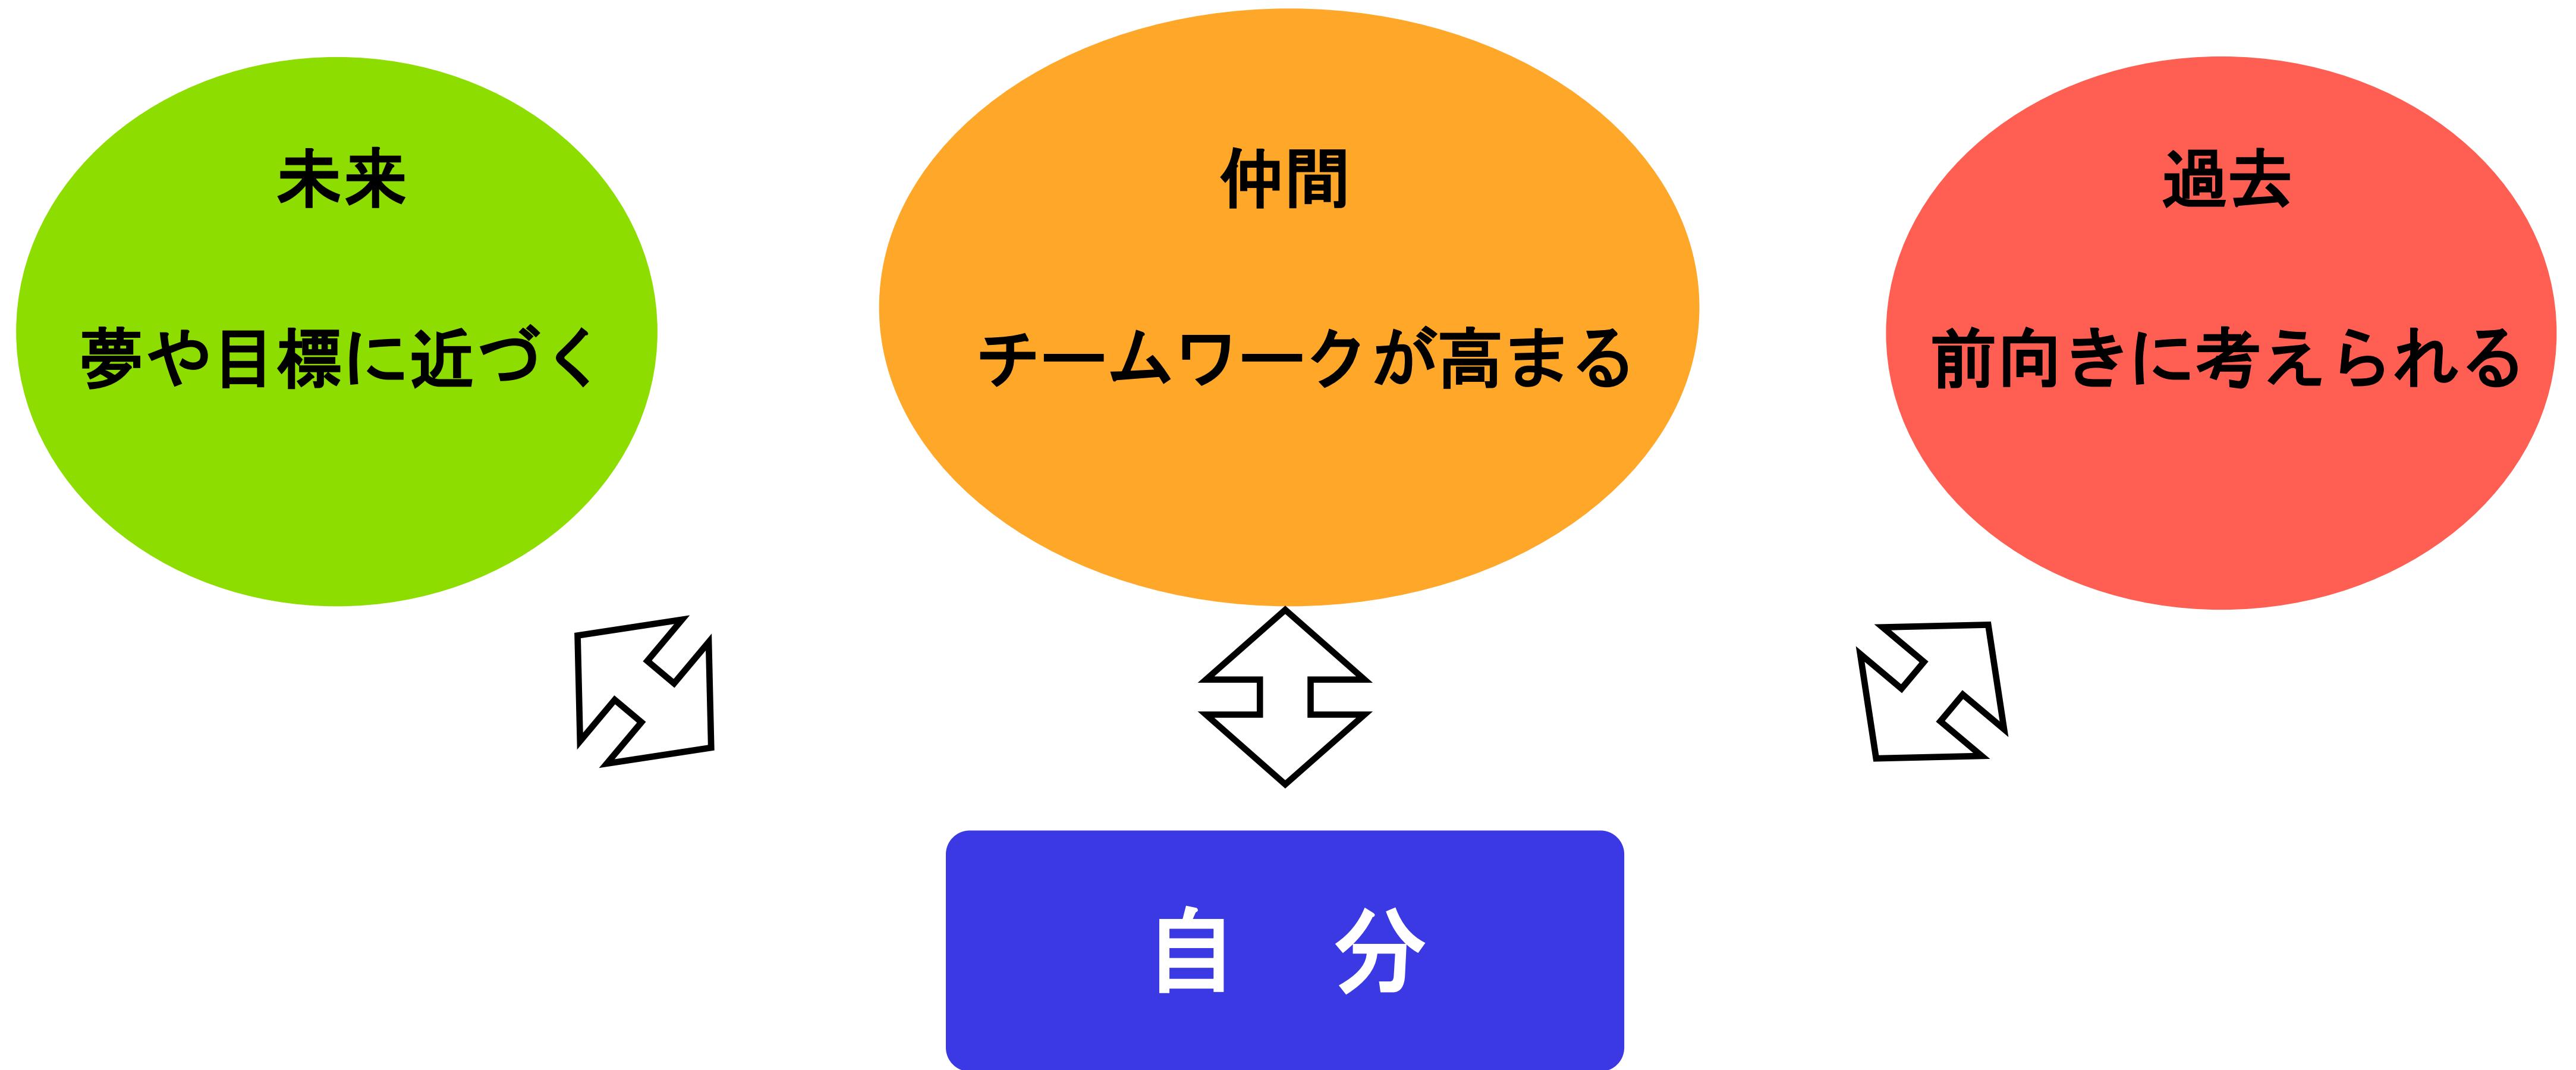 未来
夢や目標に近づく
仲間
チームワークが高まる
過去
前向きに考えられる
自　分